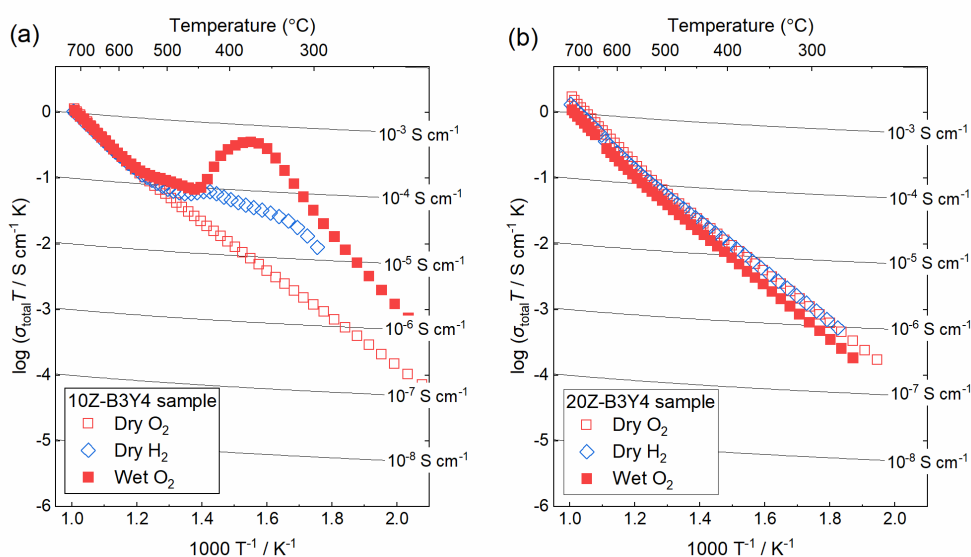 (a)
Temperature (°C)
700 600 500 400 300
0
-1
-2
-3
-4
-5
-6
log (σtotalT / S cm⁻¹ K)
10⁻³ S cm⁻¹
10⁻⁴ S cm⁻¹
10⁻⁵ S cm⁻¹
10⁻⁶ S cm⁻¹
10⁻⁷ S cm⁻¹
10⁻⁸ S cm⁻¹
10Z-B3Y4 sample
Dry O₂
Dry H₂
Wet O₂
1.0 1.2 1.4 1.6 1.8 2.0
1000 T⁻¹ / K⁻¹
(b)
Temperature (°C)
700 600 500 400 300
0
-1
-2
-3
-4
-5
-6
log (σtotalT / S cm⁻¹ K)
10⁻³ S cm⁻¹
10⁻⁴ S cm⁻¹
10⁻⁵ S cm⁻¹
10⁻⁶ S cm⁻¹
10⁻⁷ S cm⁻¹
10⁻⁸ S cm⁻¹
20Z-B3Y4 sample
Dry O₂
Dry H₂
Wet O₂
1.0 1.2 1.4 1.6 1.8 2.0
1000 T⁻¹ / K⁻¹